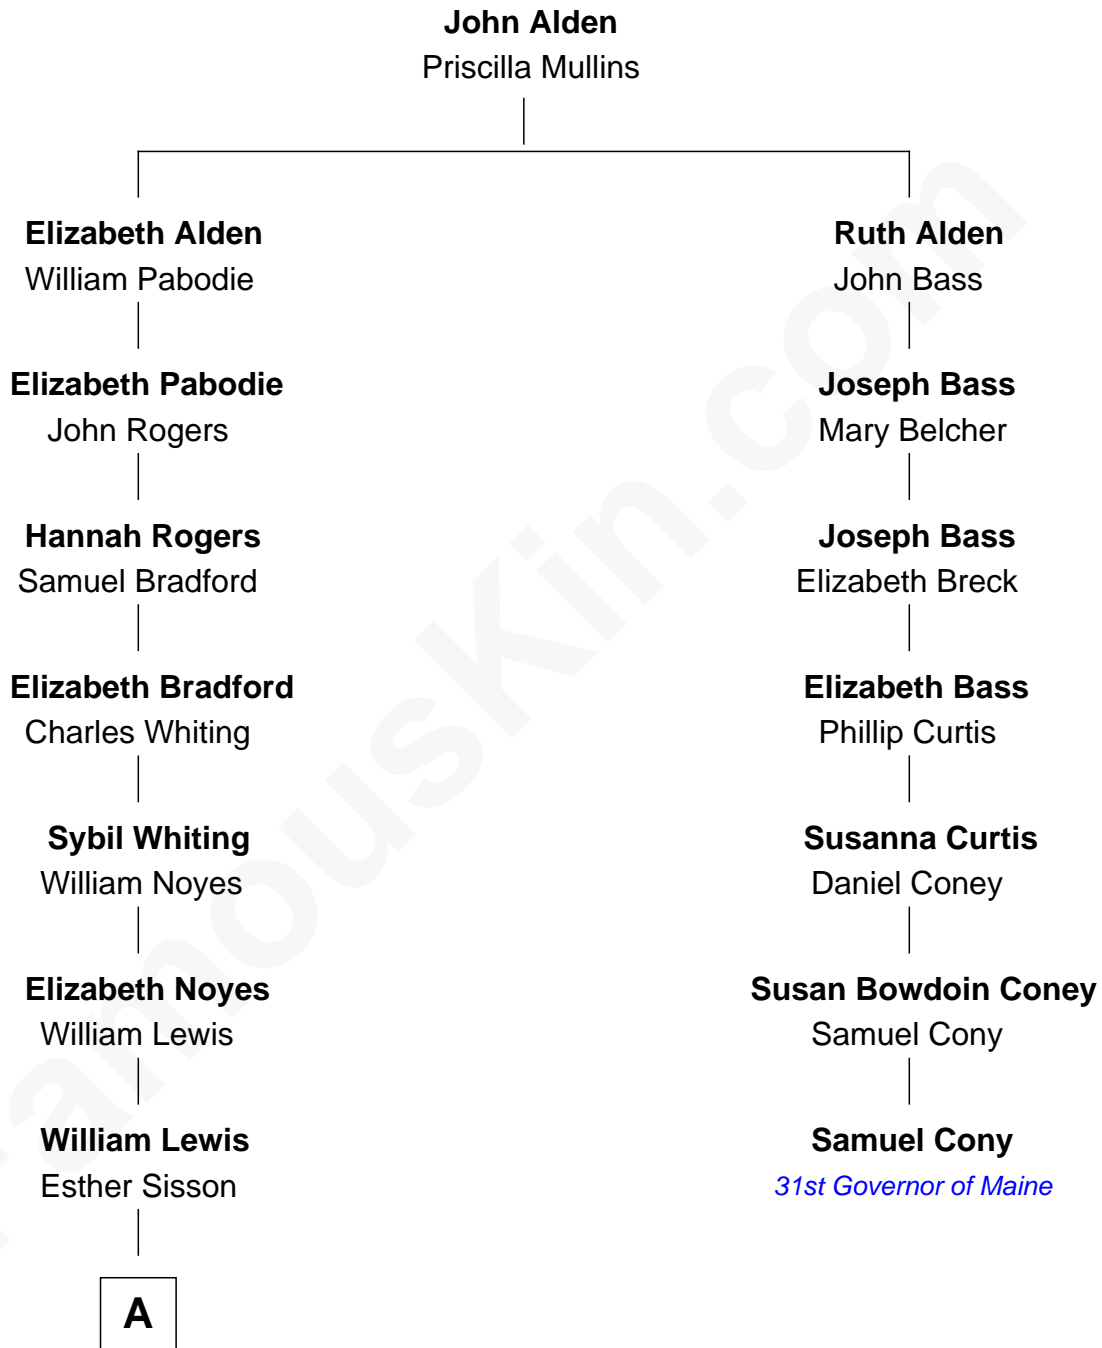 John Alden
Priscilla Mullins
Elizabeth Alden
William Pabodie
Ruth Alden
John Bass
Elizabeth Pabodie
John Rogers
Joseph Bass
Mary Belcher
Hannah Rogers
Samuel Bradford
Joseph Bass
Elizabeth Breck
Elizabeth Bradford
Charles Whiting
Elizabeth Bass
Phillip Curtis
Sybil Whiting
William Noyes
Susanna Curtis
Daniel Coney
Elizabeth Noyes
William Lewis
Susan Bowdoin Coney
Samuel Cony
William Lewis
Esther Sisson
Samuel Cony
31st Governor of Maine
A
FamousKin.com